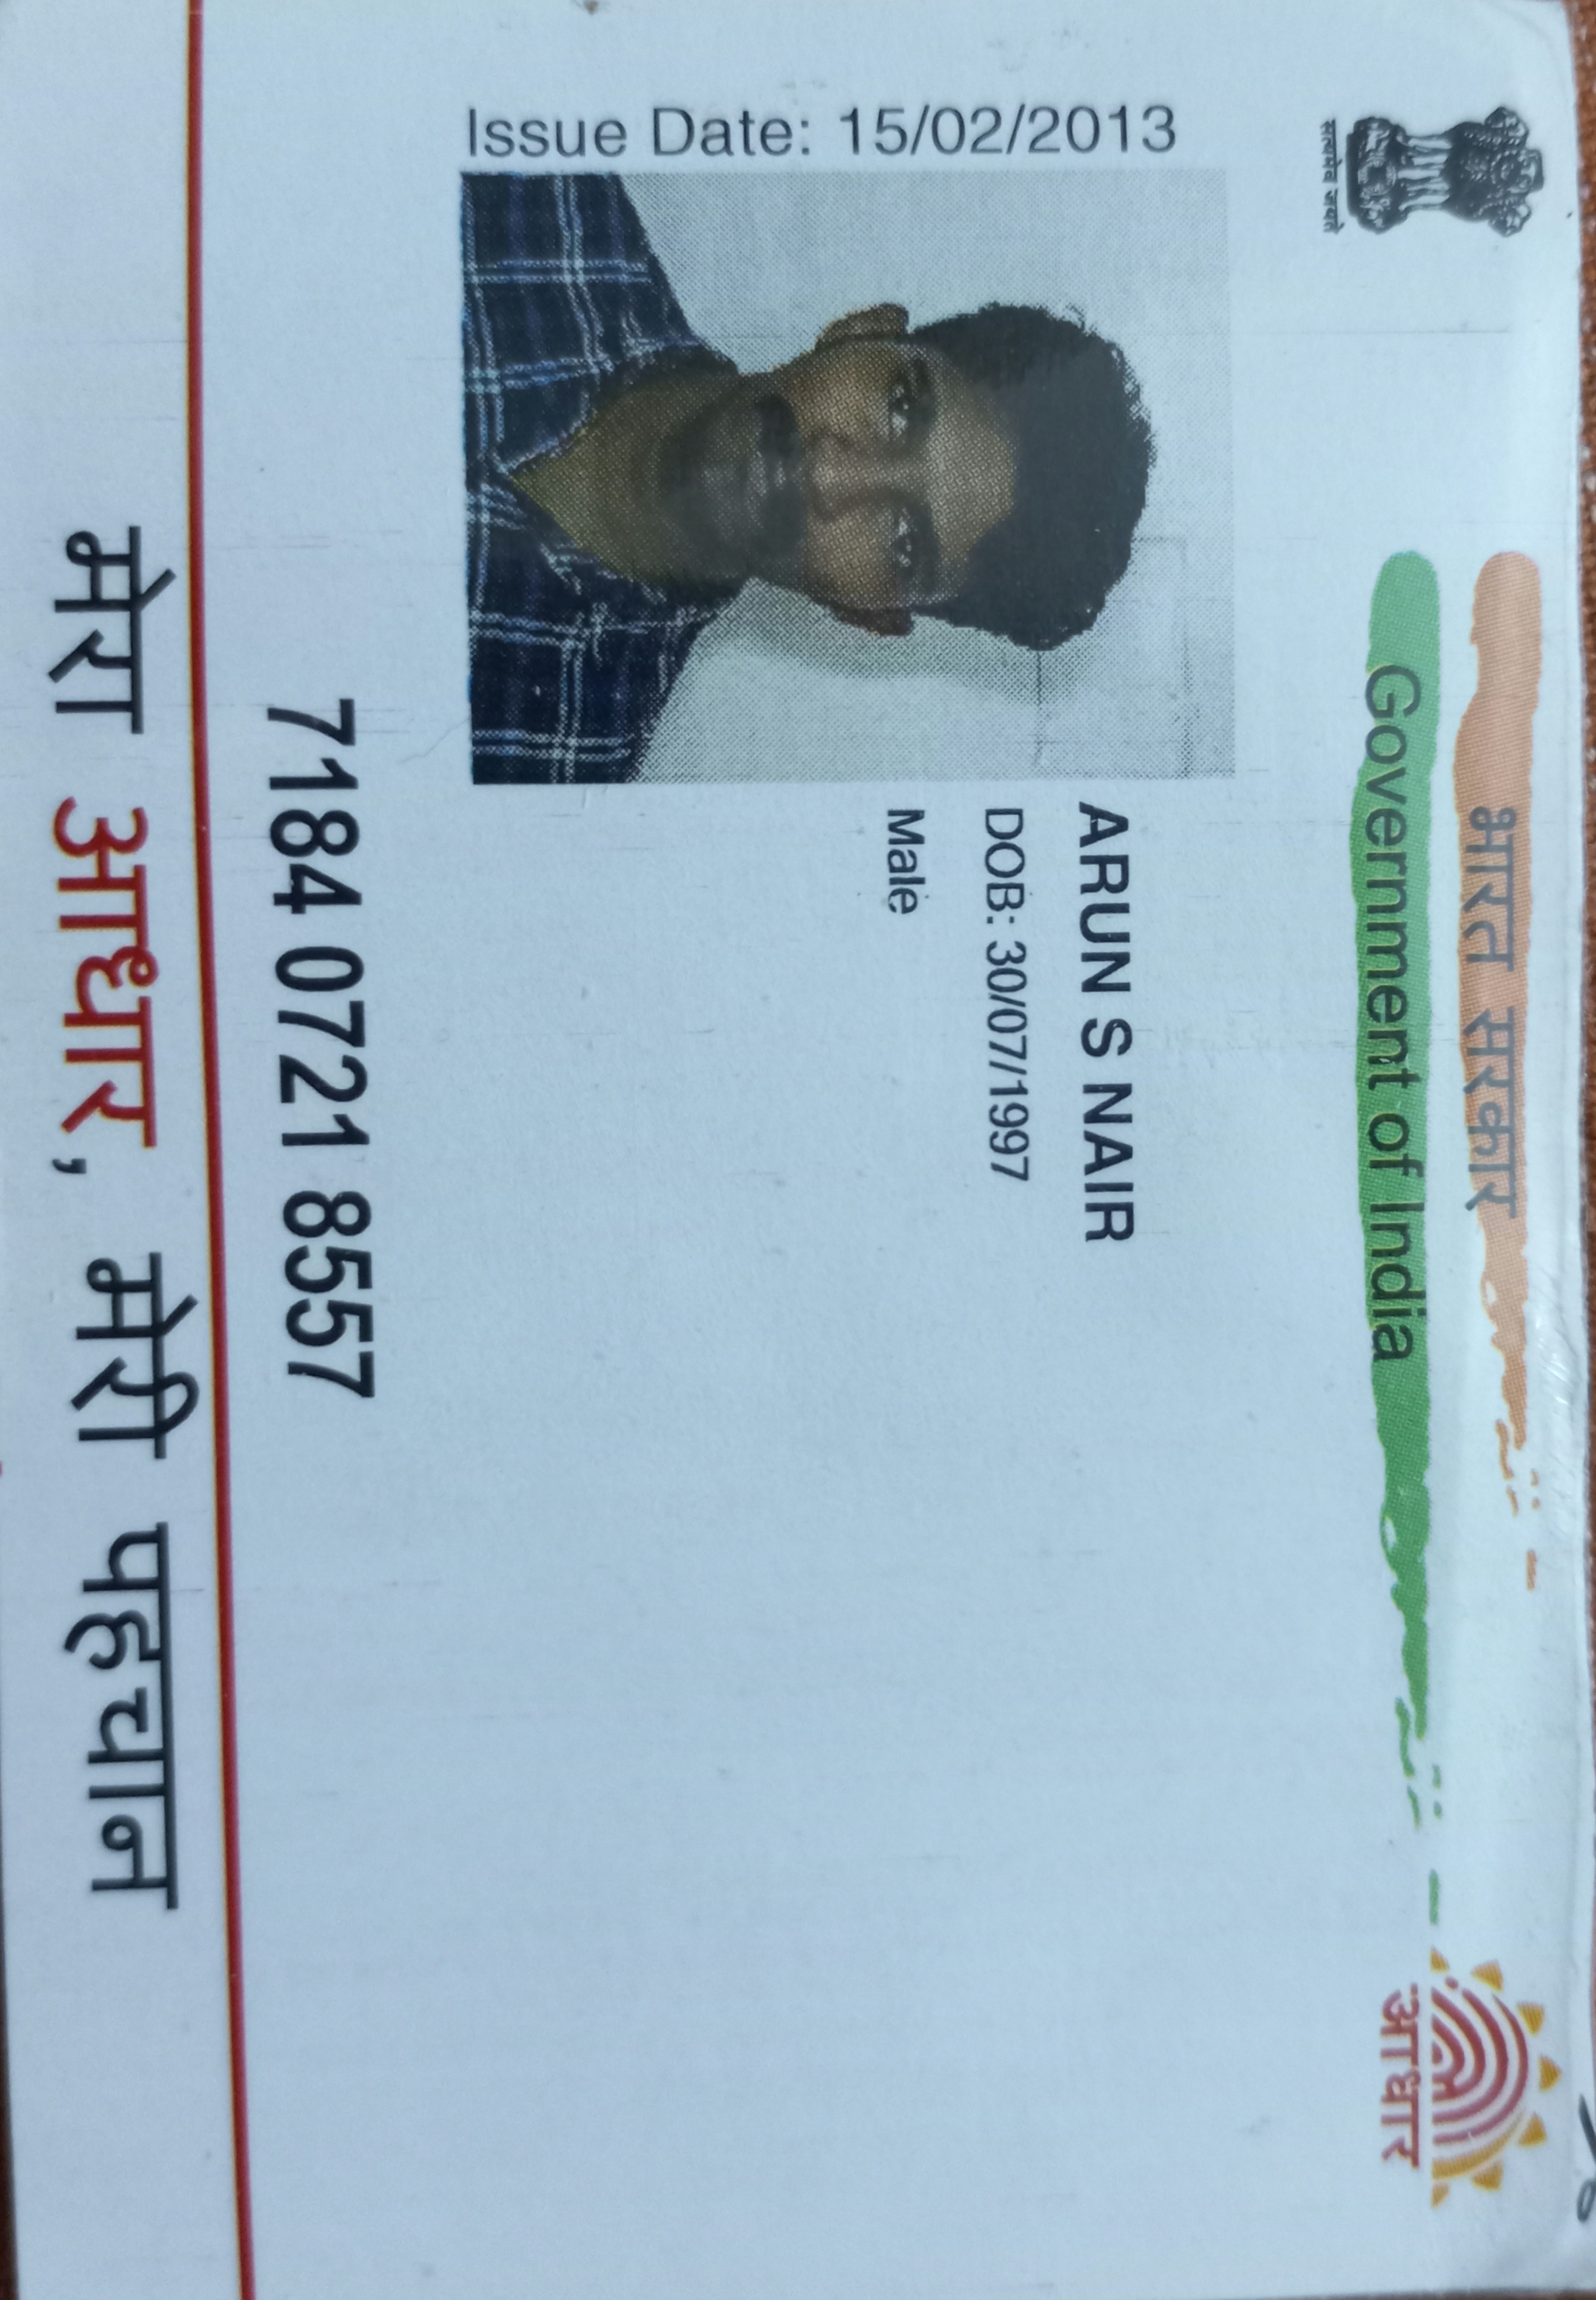 भारत सरकार
Government of India
सत्यमेव जयते
आधार
Issue Date: 15/02/2013
ARUN S NAIR
DOB: 30/07/1997
Male
7184 0721 8557
मेरा आधार, मेरी पहचान